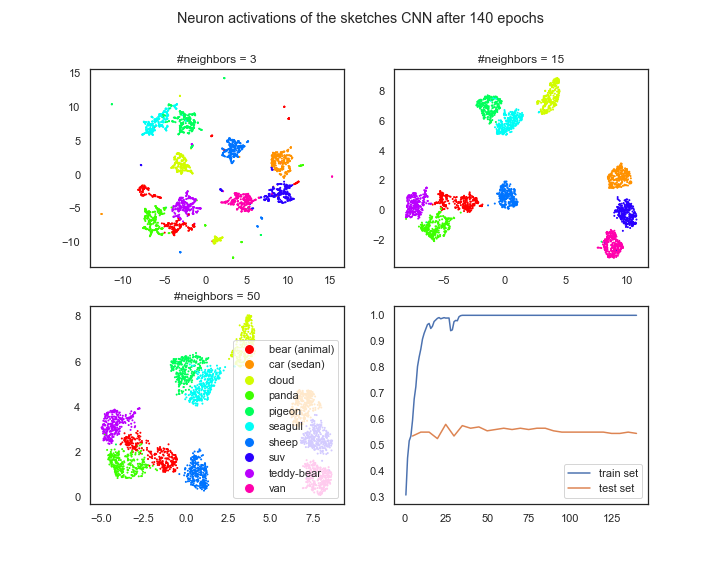 Neuron activations of the sketches CNN after 140 epochs
#neighbors = 3
15
10
5
0
−5
−10
−10
−5
0
5
10
15
#neighbors = 15
8
6
4
2
0
−2
−5
0
5
10
#neighbors = 50
8
6
4
2
0
−5.0
−2.5
0.0
2.5
5.0
7.5
bear (animal)
car (sedan)
cloud
panda
pigeon
seagull
sheep
suv
teddy-bear
van
1.0
0.9
0.8
0.7
0.6
0.5
0.4
0.3
0
25
50
75
100
125
train set
test set